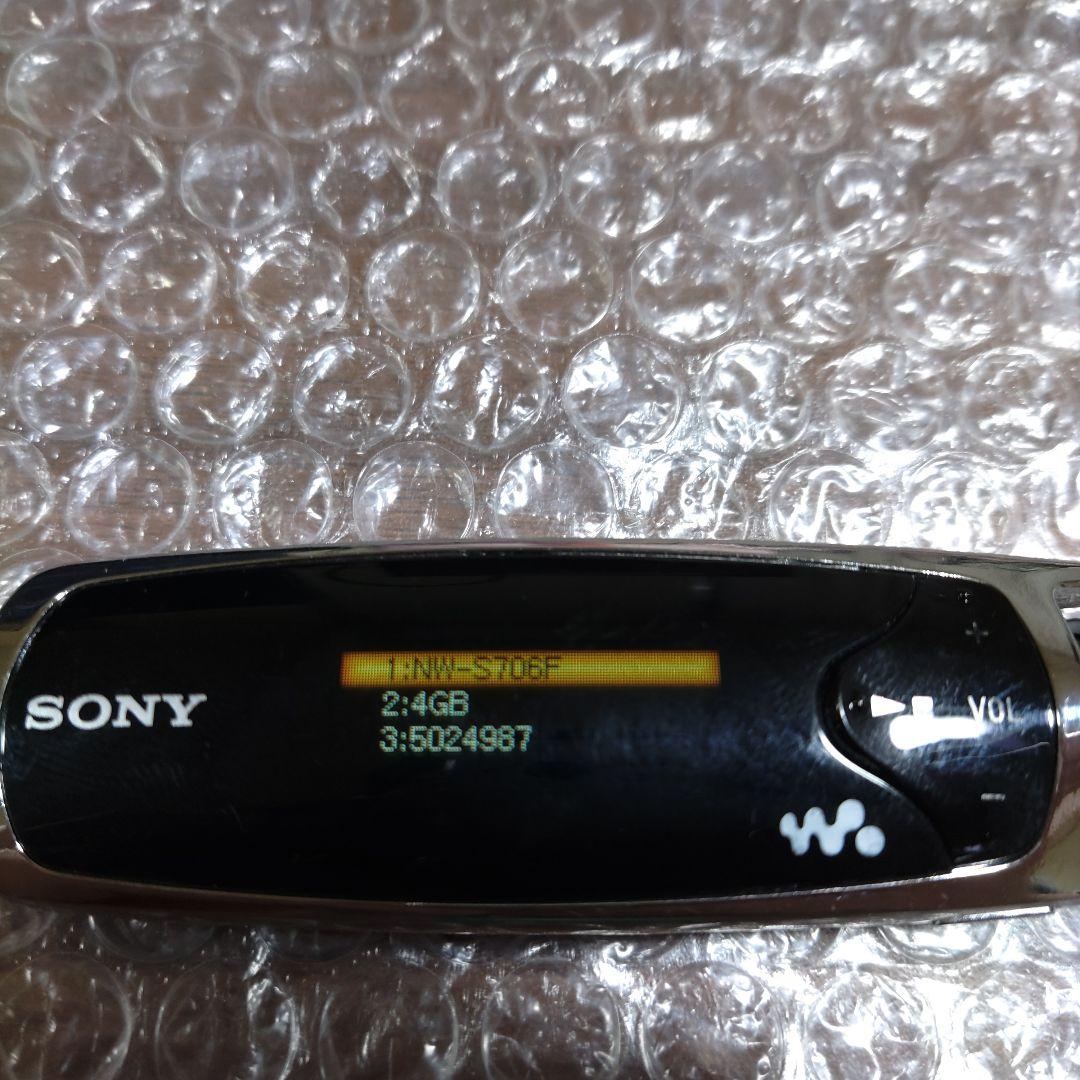 SONY
1:NW-S706F
2:4GB
3:5024987
VOL
+
-